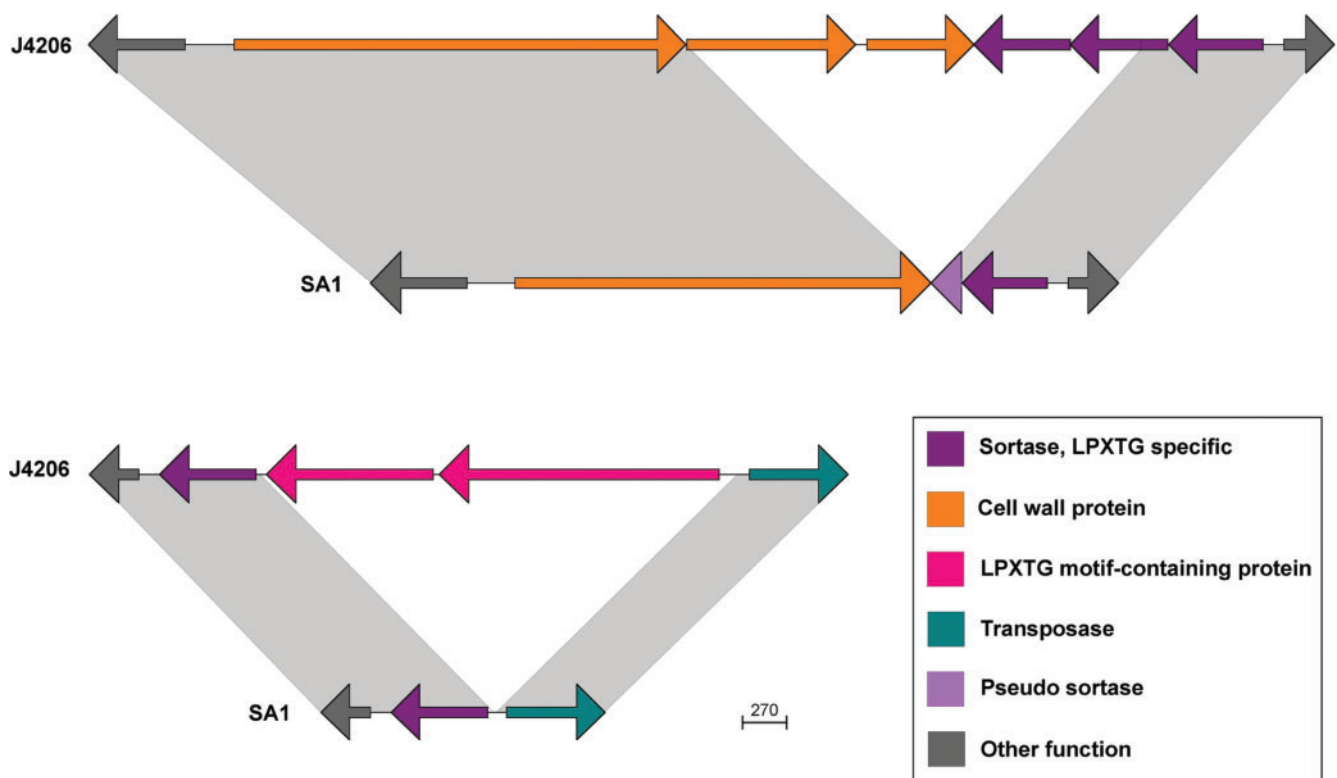 J4206
SA1
J4206
SA1
270
Sortase, LPXTG specific
Cell wall protein
LPXTG motif-containing protein
Transposase
Pseudo sortase
Other function